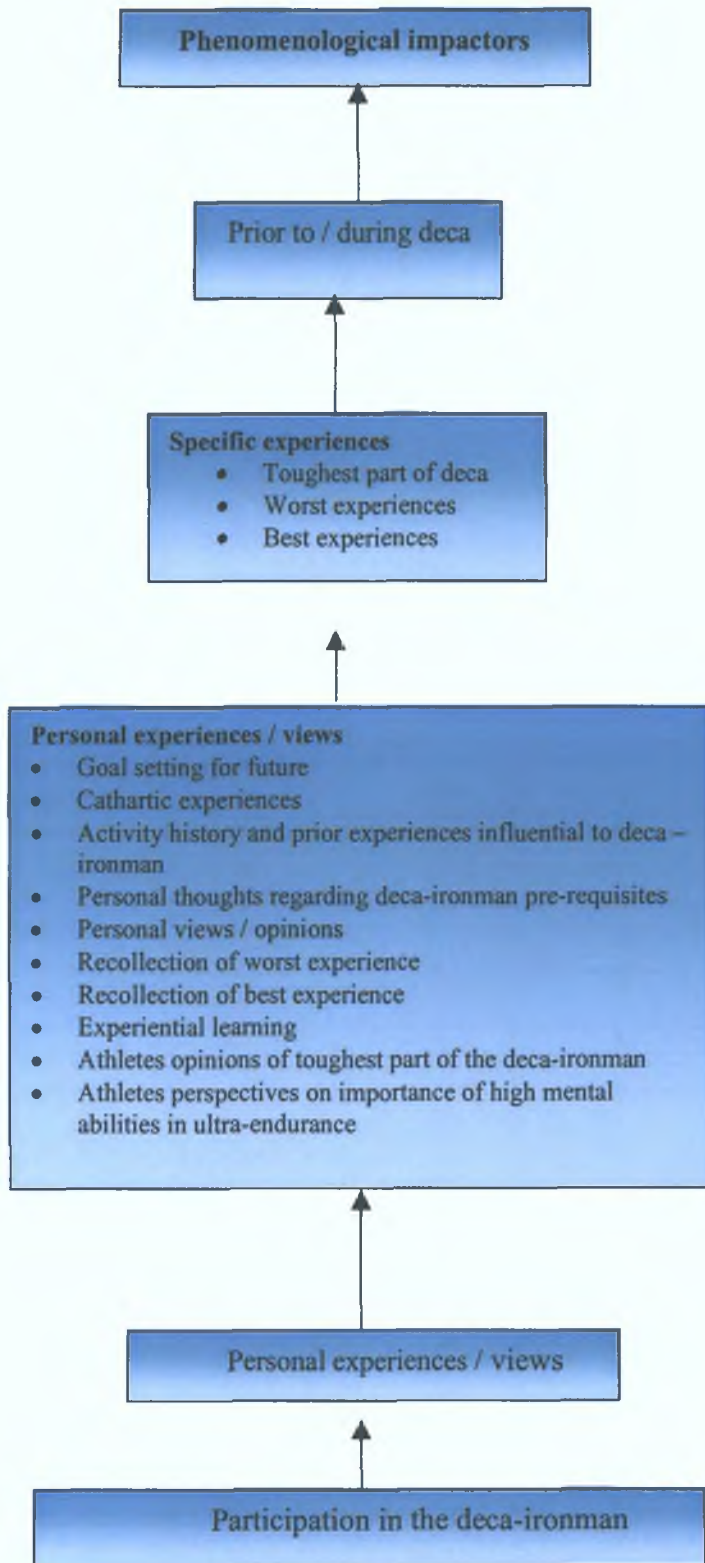 Phenomenological impactors
Prior to / during deca
Specific experiences
• Toughest part of deca
• Worst experiences
• Best experiences
Personal experiences / views
• Goal setting for future
• Cathartic experiences
• Activity history and prior experiences influential to deca –
ironman
• Personal thoughts regarding deca-ironman pre-requisites
• Personal views / opinions
• Recollection of worst experience
• Recollection of best experience
• Experiential learning
• Athletes opinions of toughest part of the deca-ironman
• Athletes perspectives on importance of high mental
abilities in ultra-endurance
Personal experiences / views
Participation in the deca-ironman